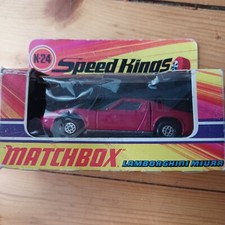 K-24
Speed Kings
MATCHBOX
LAMBORGHINI MIURA